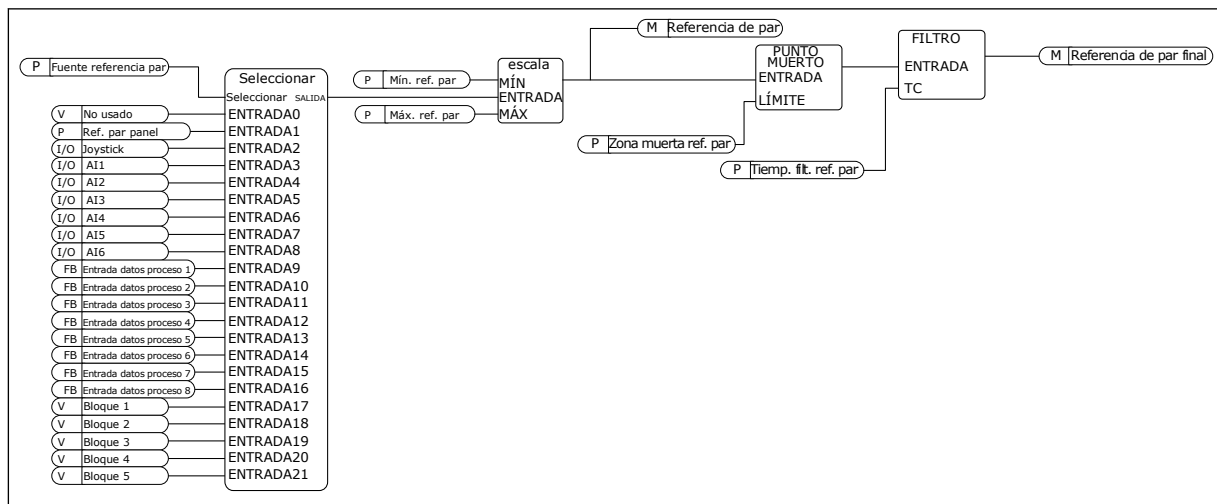 M Referencia de par
P Fuente referencia par
Seleccionar
Seleccionar SALIDA
ENTRADA0
ENTRADA1
ENTRADA2
ENTRADA3
ENTRADA4
ENTRADA5
ENTRADA6
ENTRADA7
ENTRADA8
ENTRADA9
ENTRADA10
ENTRADA11
ENTRADA12
ENTRADA13
ENTRADA14
ENTRADA15
ENTRADA16
ENTRADA17
ENTRADA18
ENTRADA19
ENTRADA20
ENTRADA21
V No usado
P Ref. par panel
I/O Joystick
I/O AI1
I/O AI2
I/O AI3
I/O AI4
I/O AI5
I/O AI6
FB Entrada datos proceso 1
FB Entrada datos proceso 2
FB Entrada datos proceso 3
FB Entrada datos proceso 4
FB Entrada datos proceso 5
FB Entrada datos proceso 6
FB Entrada datos proceso 7
FB Entrada datos proceso 8
V Bloque 1
V Bloque 2
V Bloque 3
V Bloque 4
V Bloque 5
P Mín. ref. par
P Máx. ref. par
escala
MÍN
ENTRADA
MÁX
PUNTO
MUERTO
ENTRADA
LÍMITE
P Zona muerta ref. par
FILTRO
ENTRADA
TC
P Tiemp. filt. ref. par
M Referencia de par final